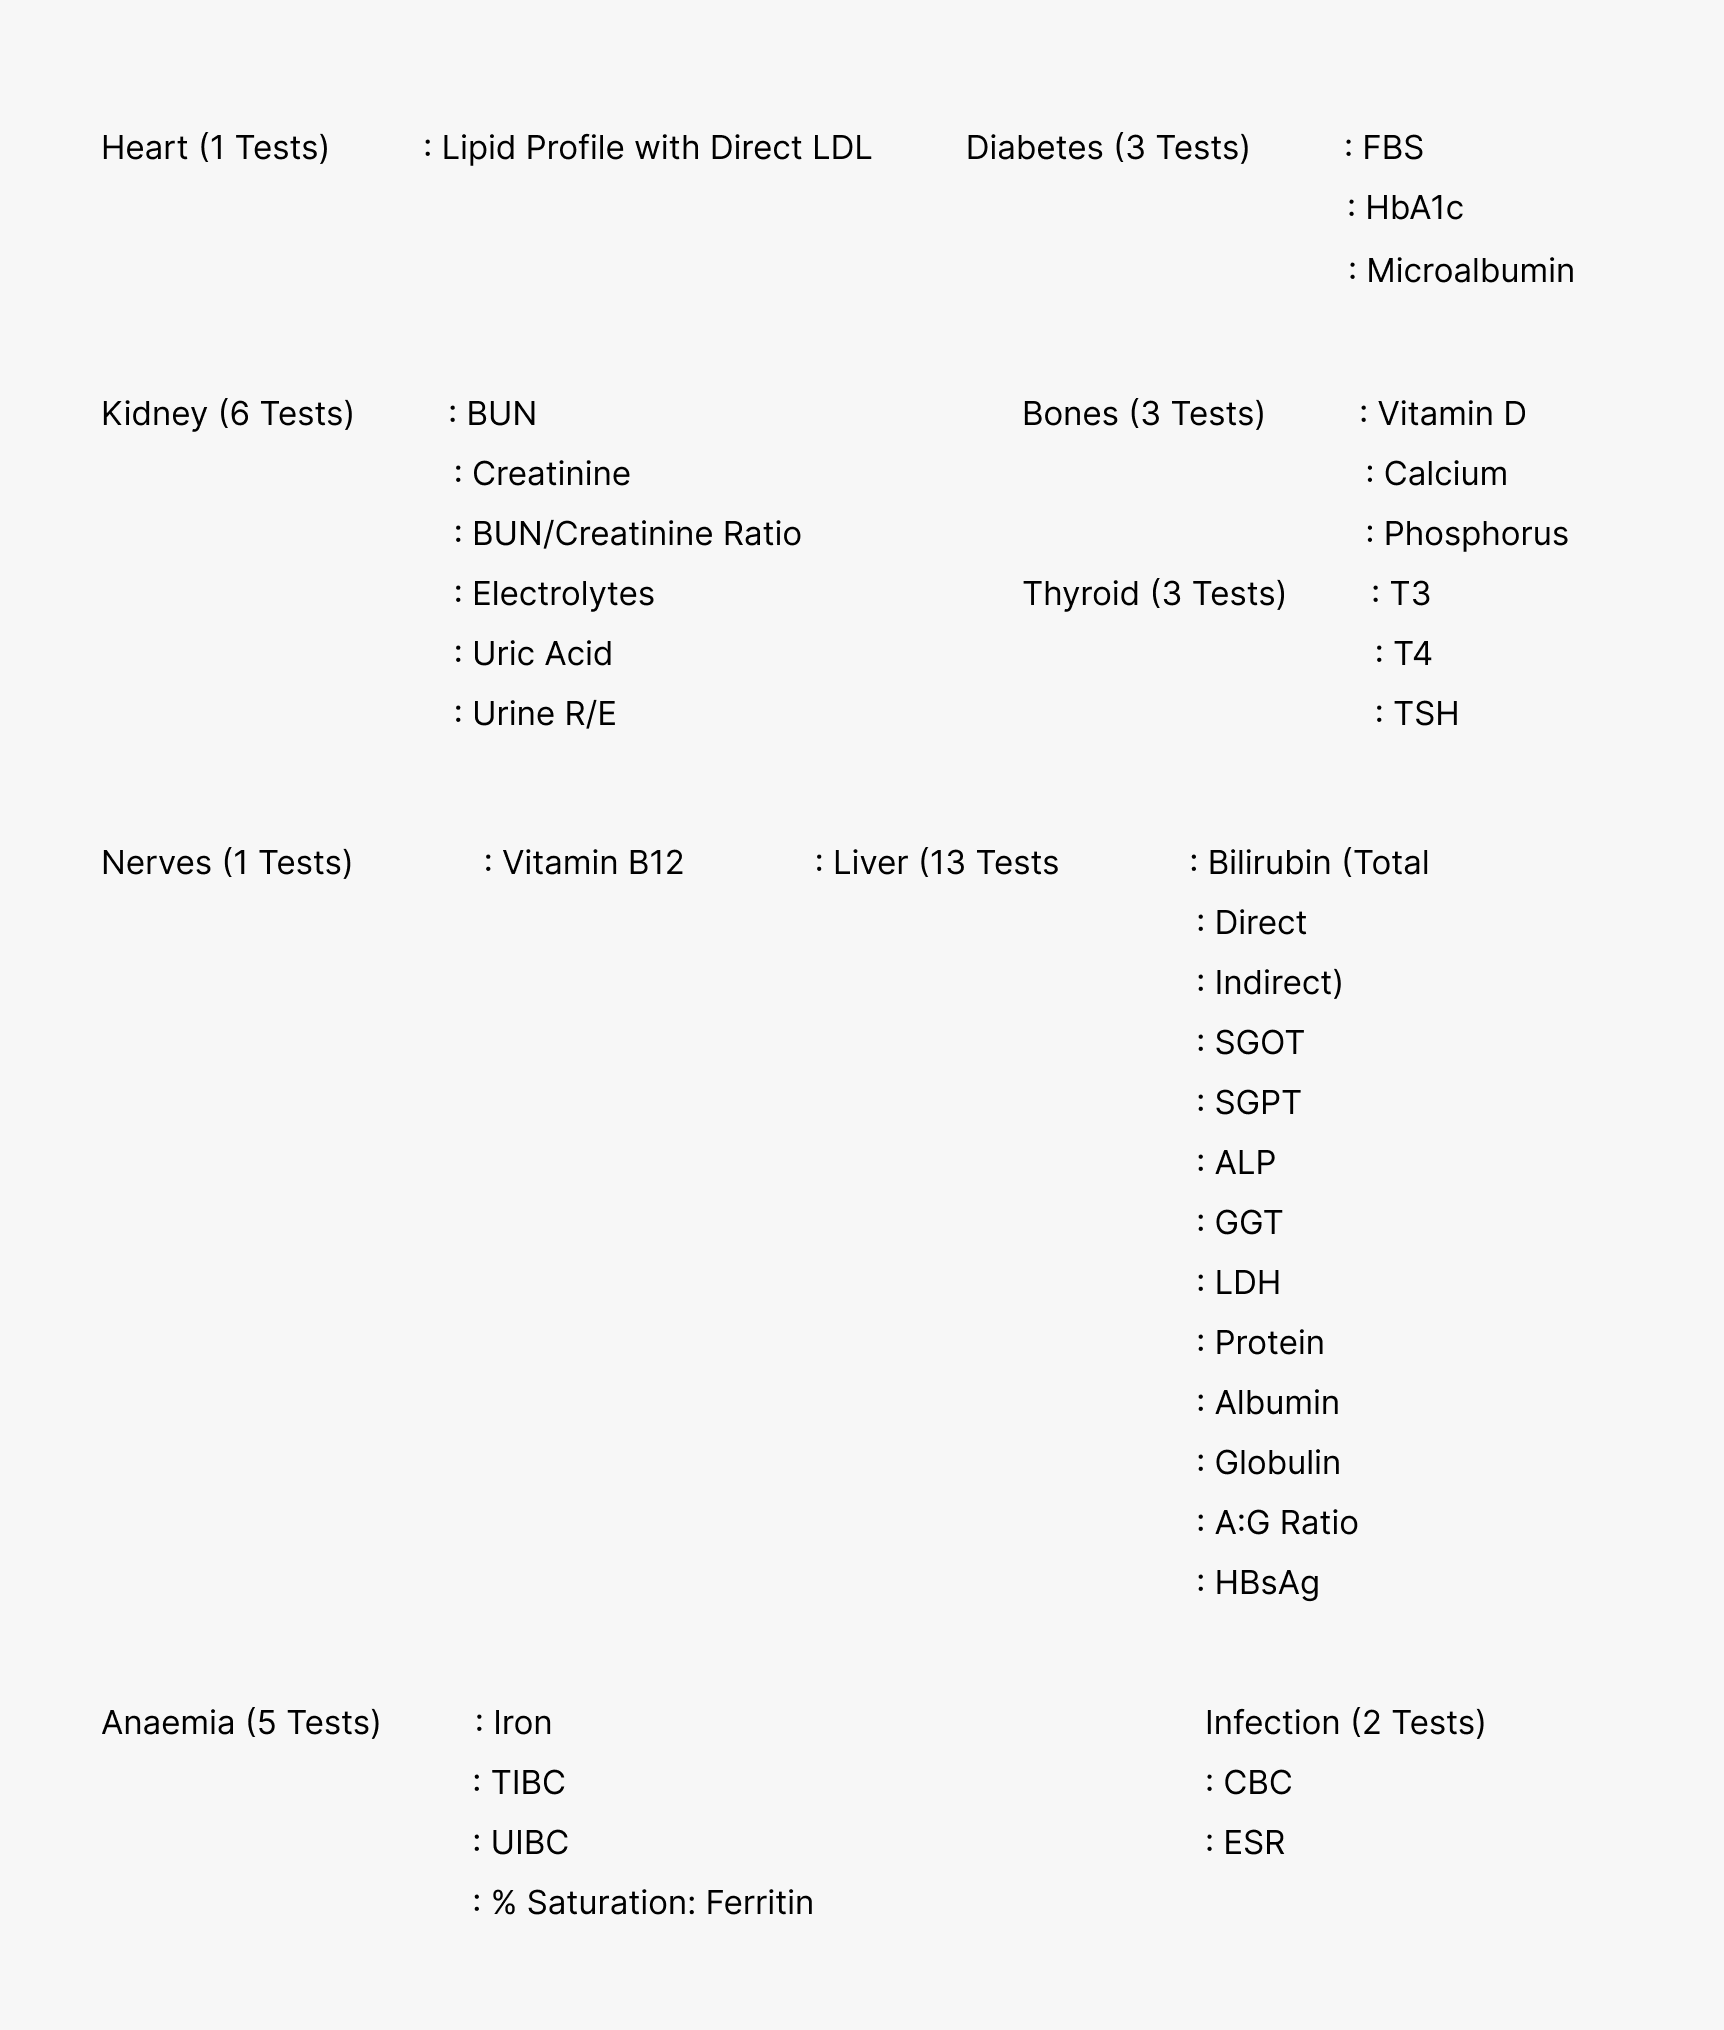 Heart (1 Tests) : Lipid Profile with Direct LDL Diabetes (3 Tests) : FBS
: HbA1c
: Microalbumin
Kidney (6 Tests) : BUN Bones (3 Tests) : Vitamin D
: Creatinine : Calcium
: BUN/Creatinine Ratio : Phosphorus
: Electrolytes Thyroid (3 Tests) : T3
: Uric Acid : T4
: Urine R/E : TSH
Nerves (1 Tests) : Vitamin B12 : Liver (13 Tests : Bilirubin (Total
: Direct
: Indirect)
: SGOT
: SGPT
: ALP
: GGT
: LDH
: Protein
: Albumin
: Globulin
: A:G Ratio
: HBsAg
Anaemia (5 Tests) : Iron Infection (2 Tests)
: TIBC : CBC
: UIBC : ESR
: % Saturation: Ferritin